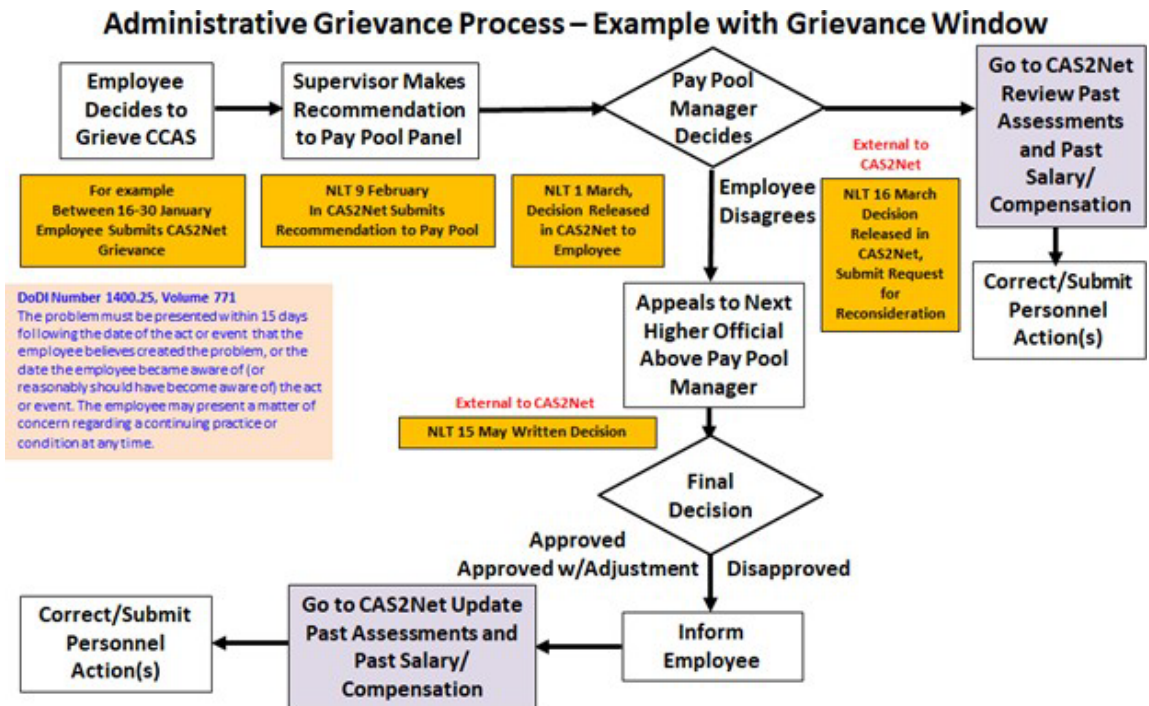 Administrative Grievance Process – Example with Grievance Window
Employee
Decides to
Grieve CCAS
Supervisor Makes
Recommendation
to Pay Pool Panel
Pay Pool
Manager
Decides
Go to CAS2Net
Review Past
Assessments
and Past
Salary/
Compensation
For example
Between 16-30 January
Employee Submits CAS2Net
Grievance
NLT 9 February
In CAS2Net Submits
Recommendation to Pay Pool
NLT 1 March,
Decision Released
in CAS2Net to
Employee
Employee
Disagrees
External to
CAS2Net
NLT 16 March
Decision
Released in
CAS2Net,
Submit Request
for
Reconsideration
Correct/Submit
Personnel
Action(s)
DoDI Number 1400.25, Volume 771
The problem must be presented within 15 days
following the date of the act or event that the
employee believes created the problem, or the
date the employee became aware of (or
reasonably should have become aware of) the act
or event. The employee may present a matter of
concern regarding a continuing practice or
condition at any time.
Appeals to Next
Higher Official
Above Pay Pool
Manager
External to CAS2Net
NLT 15 May Written Decision
Final
Decision
Approved
Approved w/Adjustment
Disapproved
Inform
Employee
Go to CAS2Net Update
Past Assessments and
Past Salary/
Compensation
Correct/Submit
Personnel
Action(s)